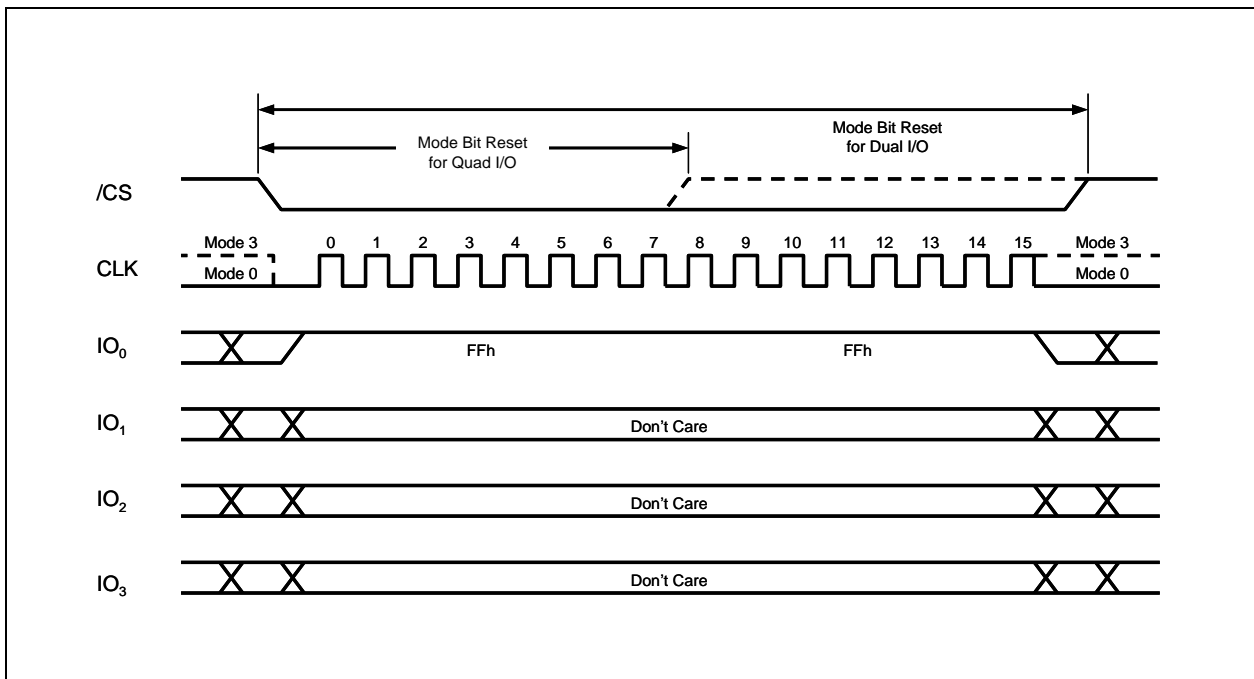 Mode Bit Reset
for Dual I/O
Mode Bit Reset
for Quad I/O
/CS
Mode 3
0 1 2 3 4 5 6 7 8 9 10 11 12 13 14 15
Mode 3
CLK
Mode 0
Mode 0
IO0
FFh
FFh
IO1
Don't Care
IO2
Don't Care
IO3
Don't Care